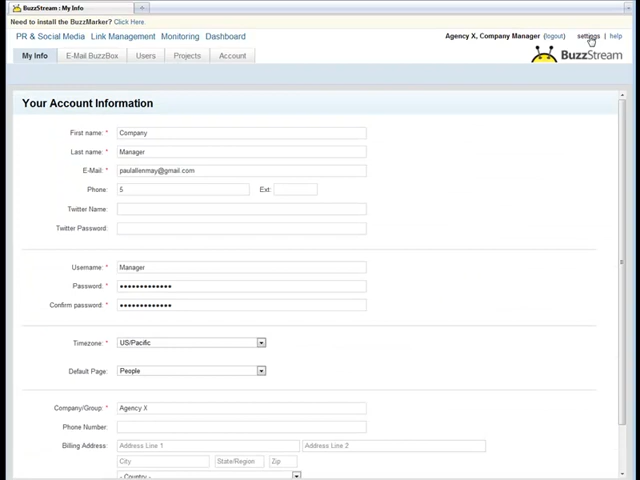 BuzzStream : My Info
Need to install the BuzzMarker? Click Here.
PR & Social Media Link Management Monitoring Dashboard
Agency X, Company Manager (logout) settings | help
My Info E-Mail BuzzBox Users Projects Account
BuzzStream
Your Account Information
First name: * Company
Last name: * Manager
E-Mail: * paulallenmay@gmail.com
Phone: 5 Ext:
Twitter Name:
Twitter Password:
Username: * Manager
Password: * •••••••••••••
Confirm password: * •••••••••••••
Timezone: * US/Pacific
Default Page: People
Company/Group: * Agency X
Phone Number:
Billing Address: Address Line 1 Address Line 2
City State/Region Zip
- Country -